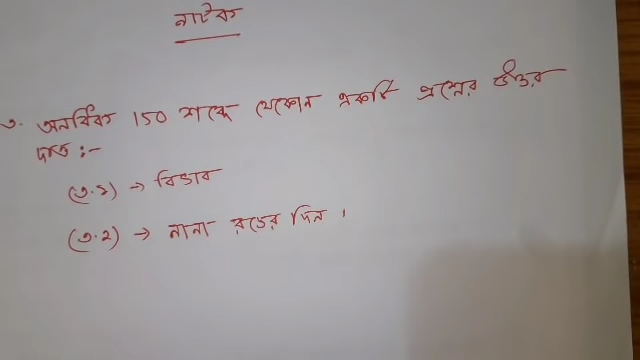 নাটক
৩. অনধিক 150 শব্দে যেকোন একটি প্রশ্নের উত্তর
দাও :-
(৩.১) → বিভাব
(৩.২) → নানা রঙের দিন ।